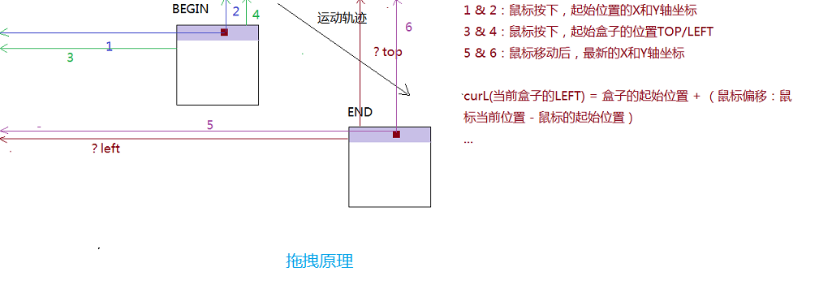 BEGIN
2
4
1
3
运动轨迹
6
? top
END
5
? left
1 & 2：鼠标按下，起始位置的X和Y轴坐标
3 & 4：鼠标按下，起始盒子的位置TOP/LEFT
5 & 6：鼠标移动后，最新的X和Y轴坐标
curL(当前盒子的LEFT) = 盒子的起始位置 + （ 鼠标偏移：鼠
标当前位置 - 鼠标的起始位置 ）
...
拖拽原理